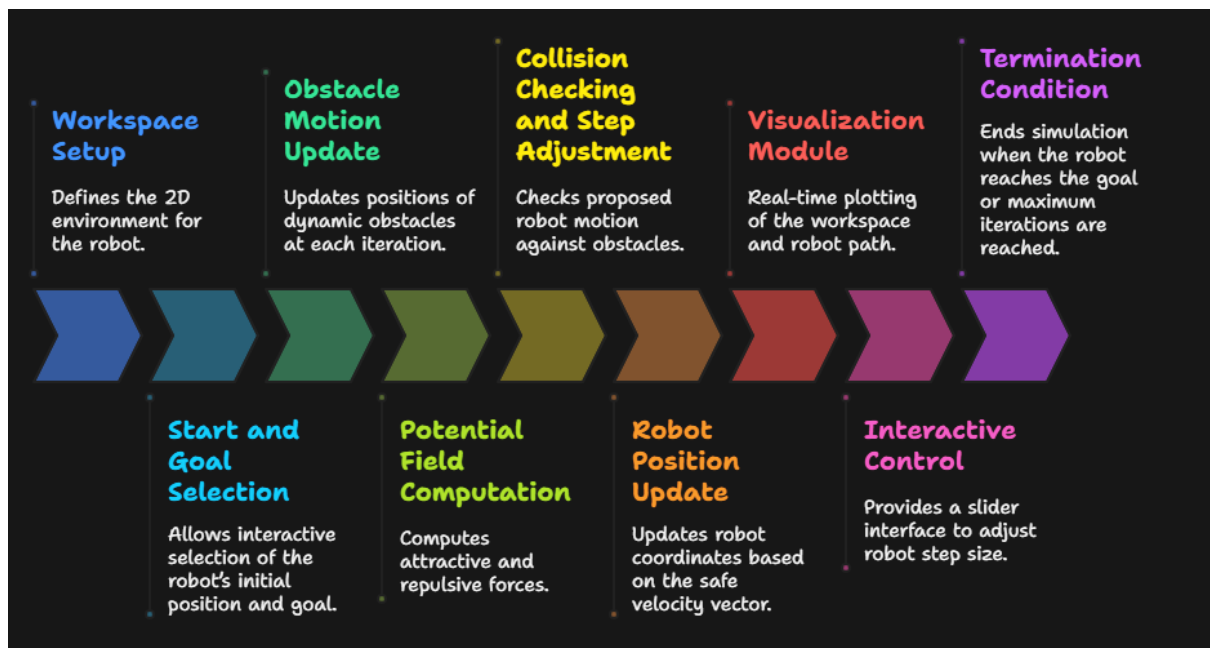 Workspace
Setup
Defines the 2D
environment for
the robot.
Start and
Goal
Selection
Allows interactive
selection of the
robot's initial
position and goal.
Obstacle
Motion
Update
Updates positions of
dynamic obstacles
at each iteration.
Potential
Field
Computation
Computes
attractive and
repulsive forces.
Collision
Checking
and Step
Adjustment
Checks proposed
robot motion
against obstacles.
Robot
Position
Update
Updates robot
coordinates based
on the safe
velocity vector.
Visualization
Module
Real-time plotting
of the workspace
and robot path.
Interactive
Control
Provides a slider
interface to adjust
robot step size.
Termination
Condition
Ends simulation
when the robot
reaches the goal
or maximum
iterations are
reached.